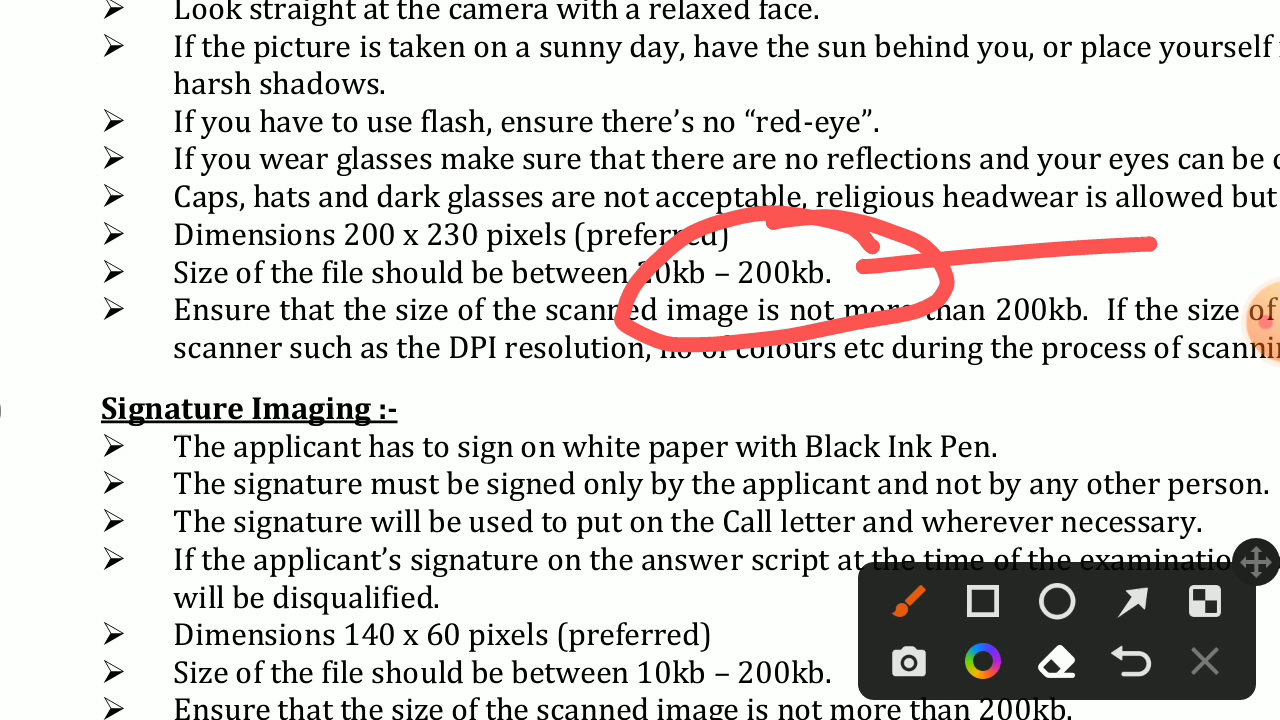 Look straight at the camera with a relaxed face.
➢ If the picture is taken on a sunny day, have the sun behind you, or place yourself
harsh shadows.
➢ If you have to use flash, ensure there’s no “red-eye”.
➢ If you wear glasses make sure that there are no reflections and your eyes can be
➢ Caps, hats and dark glasses are not acceptable, religious headwear is allowed but
➢ Dimensions 200 x 230 pixels (preferred)
➢ Size of the file should be between 20kb – 200kb.
➢ Ensure that the size of the scanned image is not more than 200kb. If the size of
scanner such as the DPI resolution, no of colours etc during the process of
Signature Imaging :-
➢ The applicant has to sign on white paper with Black Ink Pen.
➢ The signature must be signed only by the applicant and not by any other person.
➢ The signature will be used to put on the Call letter and wherever necessary.
➢ If the applicant’s signature on the answer script at the time of the
will be disqualified.
➢ Dimensions 140 x 60 pixels (preferred)
➢ Size of the file should be between 10kb – 200kb.
➢ Ensure that the size of the scanned image is not more than 200kb.